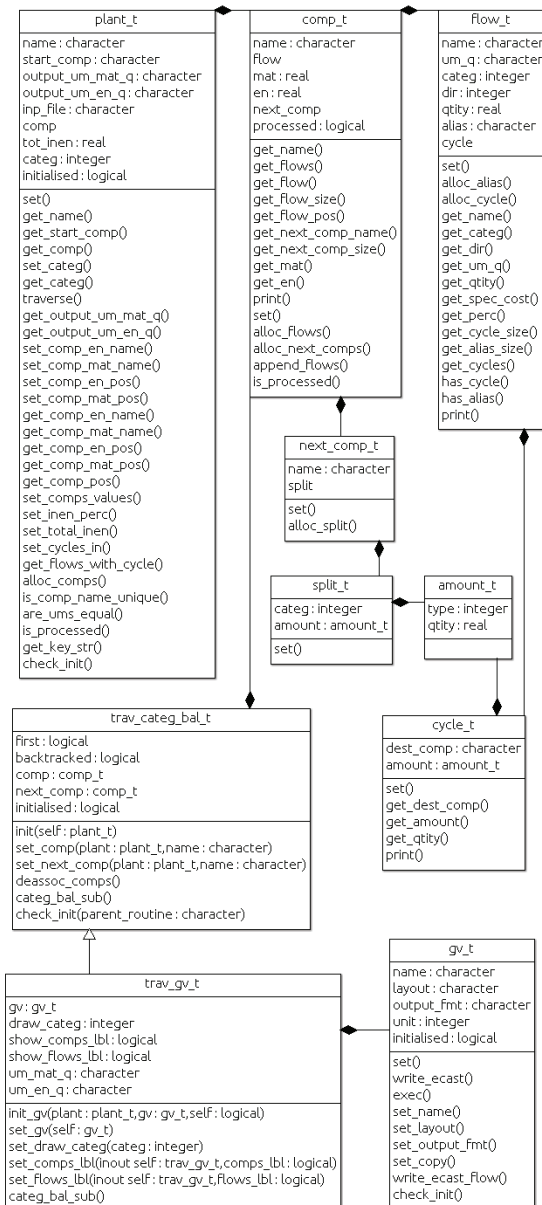 plant_t
name : character
start_comp : character
output_um_mat_q : character
output_um_en_q : character
inp_file : character
comp
tot_inen : real
categ : integer
initialised : logical
set()
get_name()
get_start_comp()
get_comp()
set_categ()
get_categ()
traverse()
get_output_um_mat_q()
get_output_um_en_q()
set_comp_en_name()
set_comp_mat_name()
set_comp_en_pos()
set_comp_mat_pos()
get_comp_en_name()
get_comp_mat_name()
get_comp_en_pos()
get_comp_mat_pos()
get_comp_pos()
set_comps_values()
set_inen_perc()
set_total_inen()
set_cycles_in()
get_flows_with_cycle()
alloc_comps()
is_comp_name_unique()
are_ums_equal()
is_processed()
get_key_str()
check_init()
comp_t
name : character
flow
mat : real
en : real
next_comp
processed : logical
get_name()
get_flows()
get_flow()
get_flow_size()
get_flow_pos()
get_next_comp_name()
get_next_comp_size()
get_mat()
get_en()
print()
set()
alloc_flows()
alloc_next_comps()
append_flows()
is_processed()
flow_t
name : character
um_q : character
categ : integer
dir : integer
qtity : real
alias : character
cycle
set()
alloc_alias()
alloc_cycle()
get_name()
get_categ()
get_dir()
get_um_q()
get_qtity()
get_spec_cost()
get_perc()
get_cycle_size()
get_alias_size()
get_cycles()
has_cycle()
has_alias()
print()
next_comp_t
name : character
split
set()
alloc_split()
split_t
categ : integer
amount : amount_t
set()
amount_t
type : integer
qtity : real
trav_categ_bal_t
first : logical
backtracked : logical
comp : comp_t
next_comp : comp_t
initialised : logical
init(self : plant_t)
set_comp(plant : plant_t,name : character)
set_next_comp(plant : plant_t,name : character)
deassoc_comps()
categ_bal_sub()
check_init(parent_routine : character)
cycle_t
dest_comp : character
amount : amount_t
set()
get_dest_comp()
get_amount()
get_qtity()
print()
trav_gv_t
gv : gv_t
draw_categ : integer
show_comps_lbl : logical
show_flows_lbl : logical
um_mat_q : character
um_en_q : character
init_gv(plant : plant_t,gv : gv_t,self : logical)
set_gv(self : gv_t)
set_draw_categ(categ : integer)
set_comps_lbl(inout self : trav_gv_t,comps_lbl : logical)
set_flows_lbl(inout self : trav_gv_t,flows_lbl : logical)
categ_bal_sub()
gv_t
name : character
layout : character
output_fmt : character
unit : integer
initialised : logical
set()
write_ecast()
exec()
set_name()
set_layout()
set_output_fmt()
set_copy()
write_ecast_flow()
check_init()